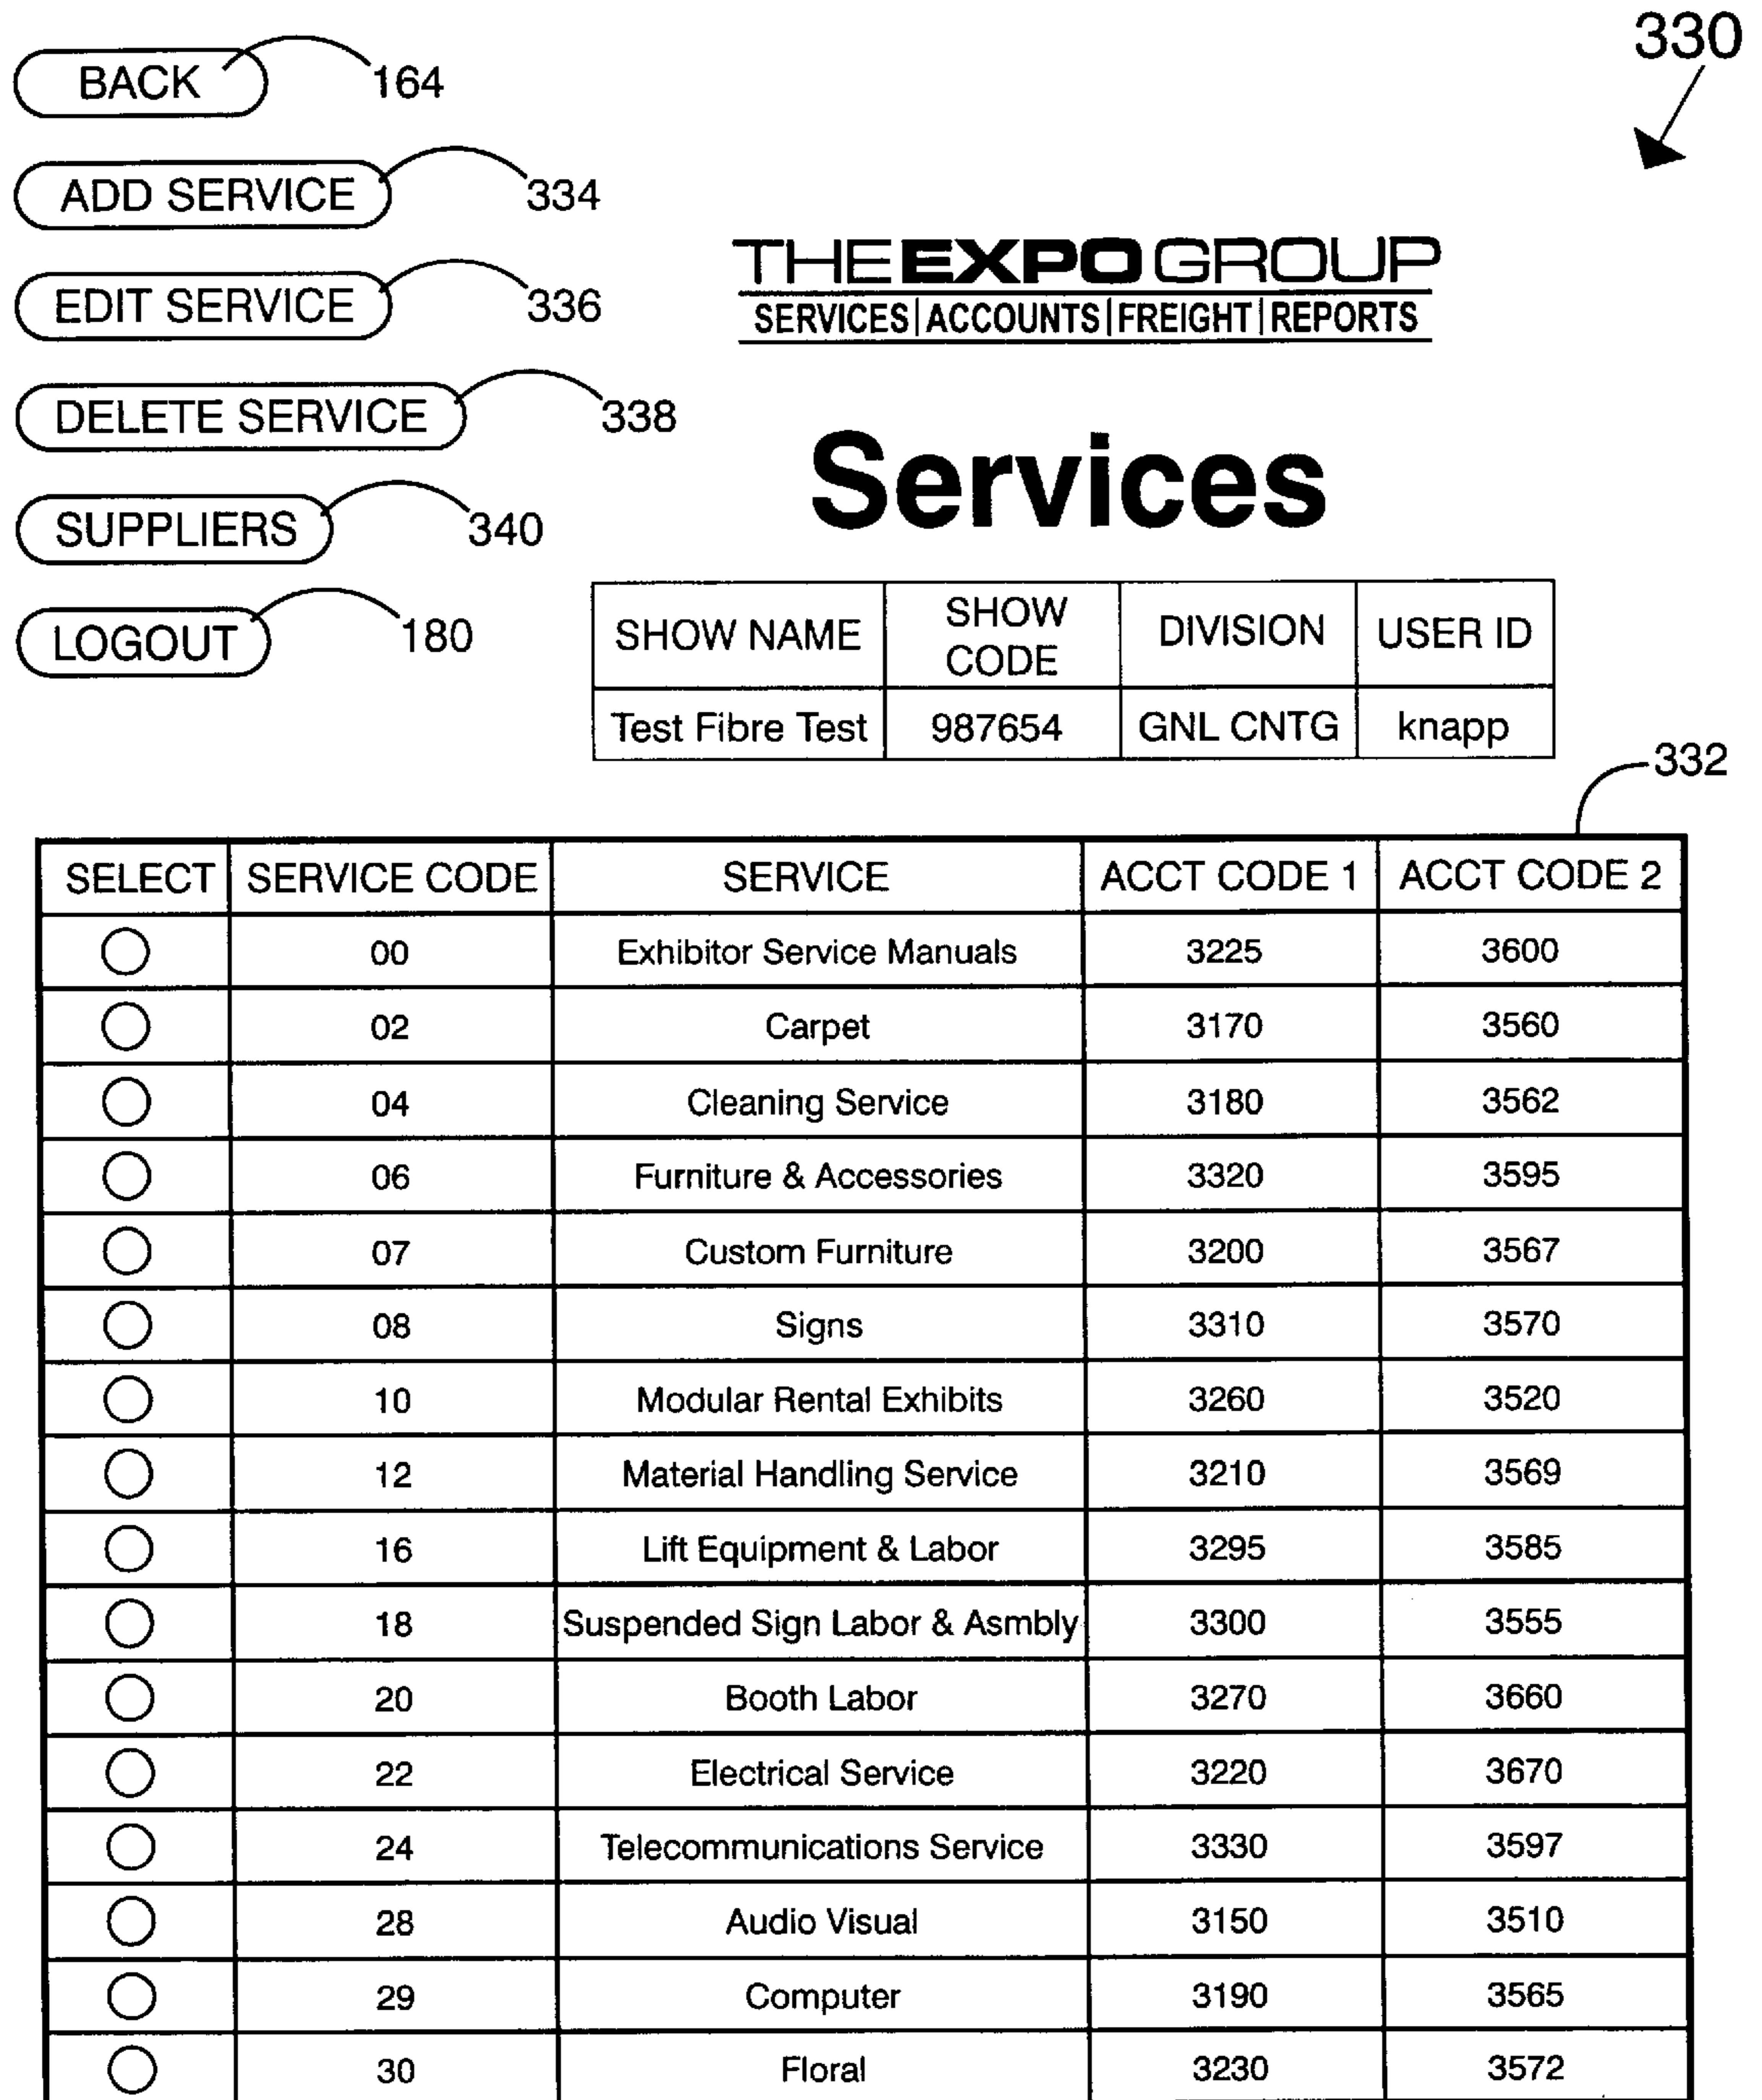 330
BACK 164
ADD SERVICE 334
EDIT SERVICE 336
DELETE SERVICE 338
SUPPLIERS 340
LOGOUT 180
THE EXPO GROUP
SERVICES | ACCOUNTS | FREIGHT | REPORTS
Services
SHOW NAME SHOW CODE DIVISION USER ID
Test Fibre Test 987654 GNL CNTG knapp
332
SELECT SERVICE CODE SERVICE ACCT CODE 1 ACCT CODE 2
00 Exhibitor Service Manuals 3225 3600
02 Carpet 3170 3560
04 Cleaning Service 3180 3562
06 Furniture & Accessories 3320 3595
07 Custom Furniture 3200 3567
08 Signs 3310 3570
10 Modular Rental Exhibits 3260 3520
12 Material Handling Service 3210 3569
16 Lift Equipment & Labor 3295 3585
18 Suspended Sign Labor & Asmbly 3300 3555
20 Booth Labor 3270 3660
22 Electrical Service 3220 3670
24 Telecommunications Service 3330 3597
28 Audio Visual 3150 3510
29 Computer 3190 3565
30 Floral 3230 3572